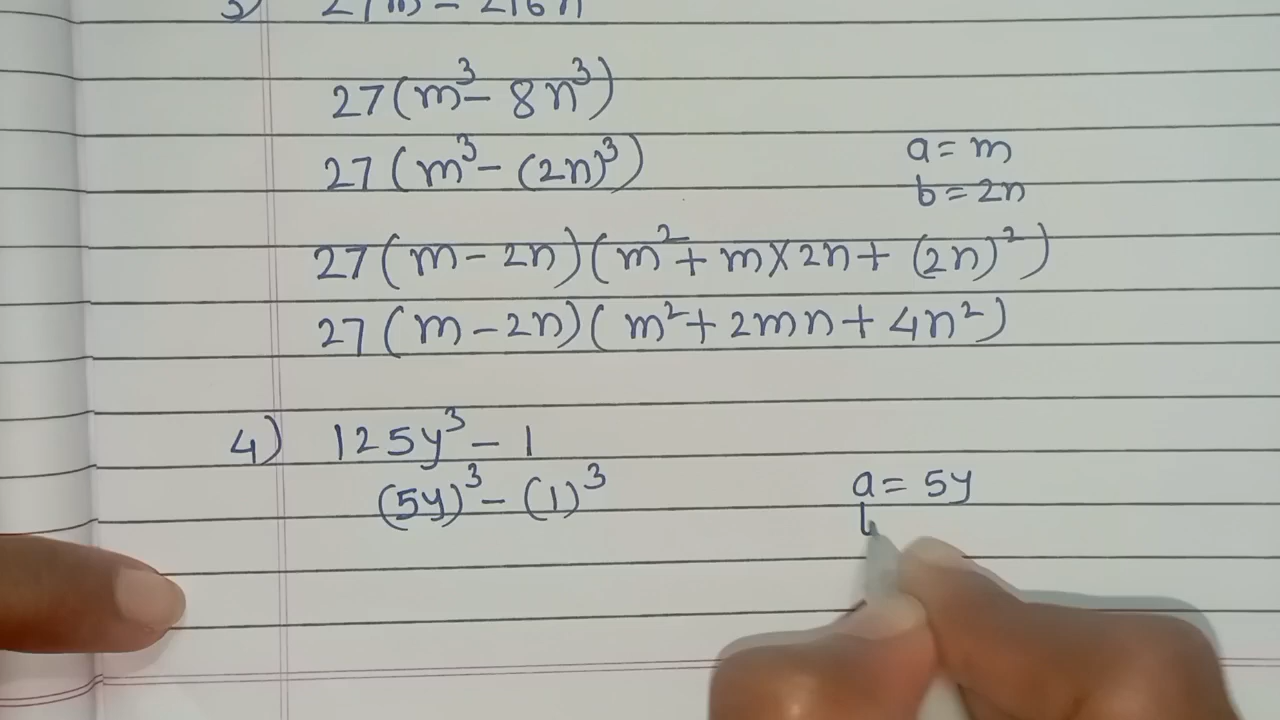 27(m³ - 8n³)
27(m³ - (2n)³)
a = m
b = 2n
27(m - 2n)(m² + m×2n + (2n)²)
27(m - 2n)(m² + 2mn + 4n²)
4) 125y³ - 1
(5y)³ - (1)³
a = 5y